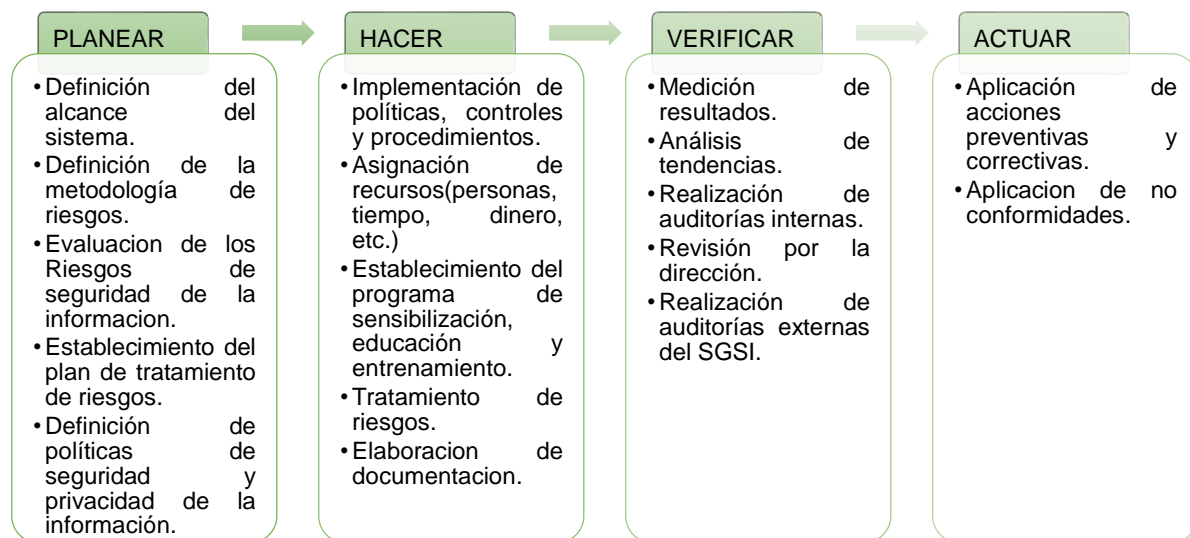 PLANEAR
• Definición del
alcance del
sistema.
• Definición de la
metodología de
riesgos.
• Evaluacion de los
Riesgos de
seguridad de la
informacion.
• Establecimiento del
plan de tratamiento
de riesgos.
• Definición de
políticas de
seguridad y
privacidad de la
información.
HACER
• Implementación de
políticas, controles
y procedimientos.
• Asignación de
recursos(personas,
tiempo, dinero,
etc.)
• Establecimiento del
programa de
sensibilización,
educación y
entrenamiento.
• Tratamiento de
riesgos.
• Elaboracion de
documentacion.
VERIFICAR
• Medición de
resultados.
• Análisis de
tendencias.
• Realización de
auditorías internas.
• Revisión por la
dirección.
• Realización de
auditorías externas
del SGSI.
ACTUAR
• Aplicación de
acciones
preventivas y
correctivas.
• Aplicacion de no
conformidades.